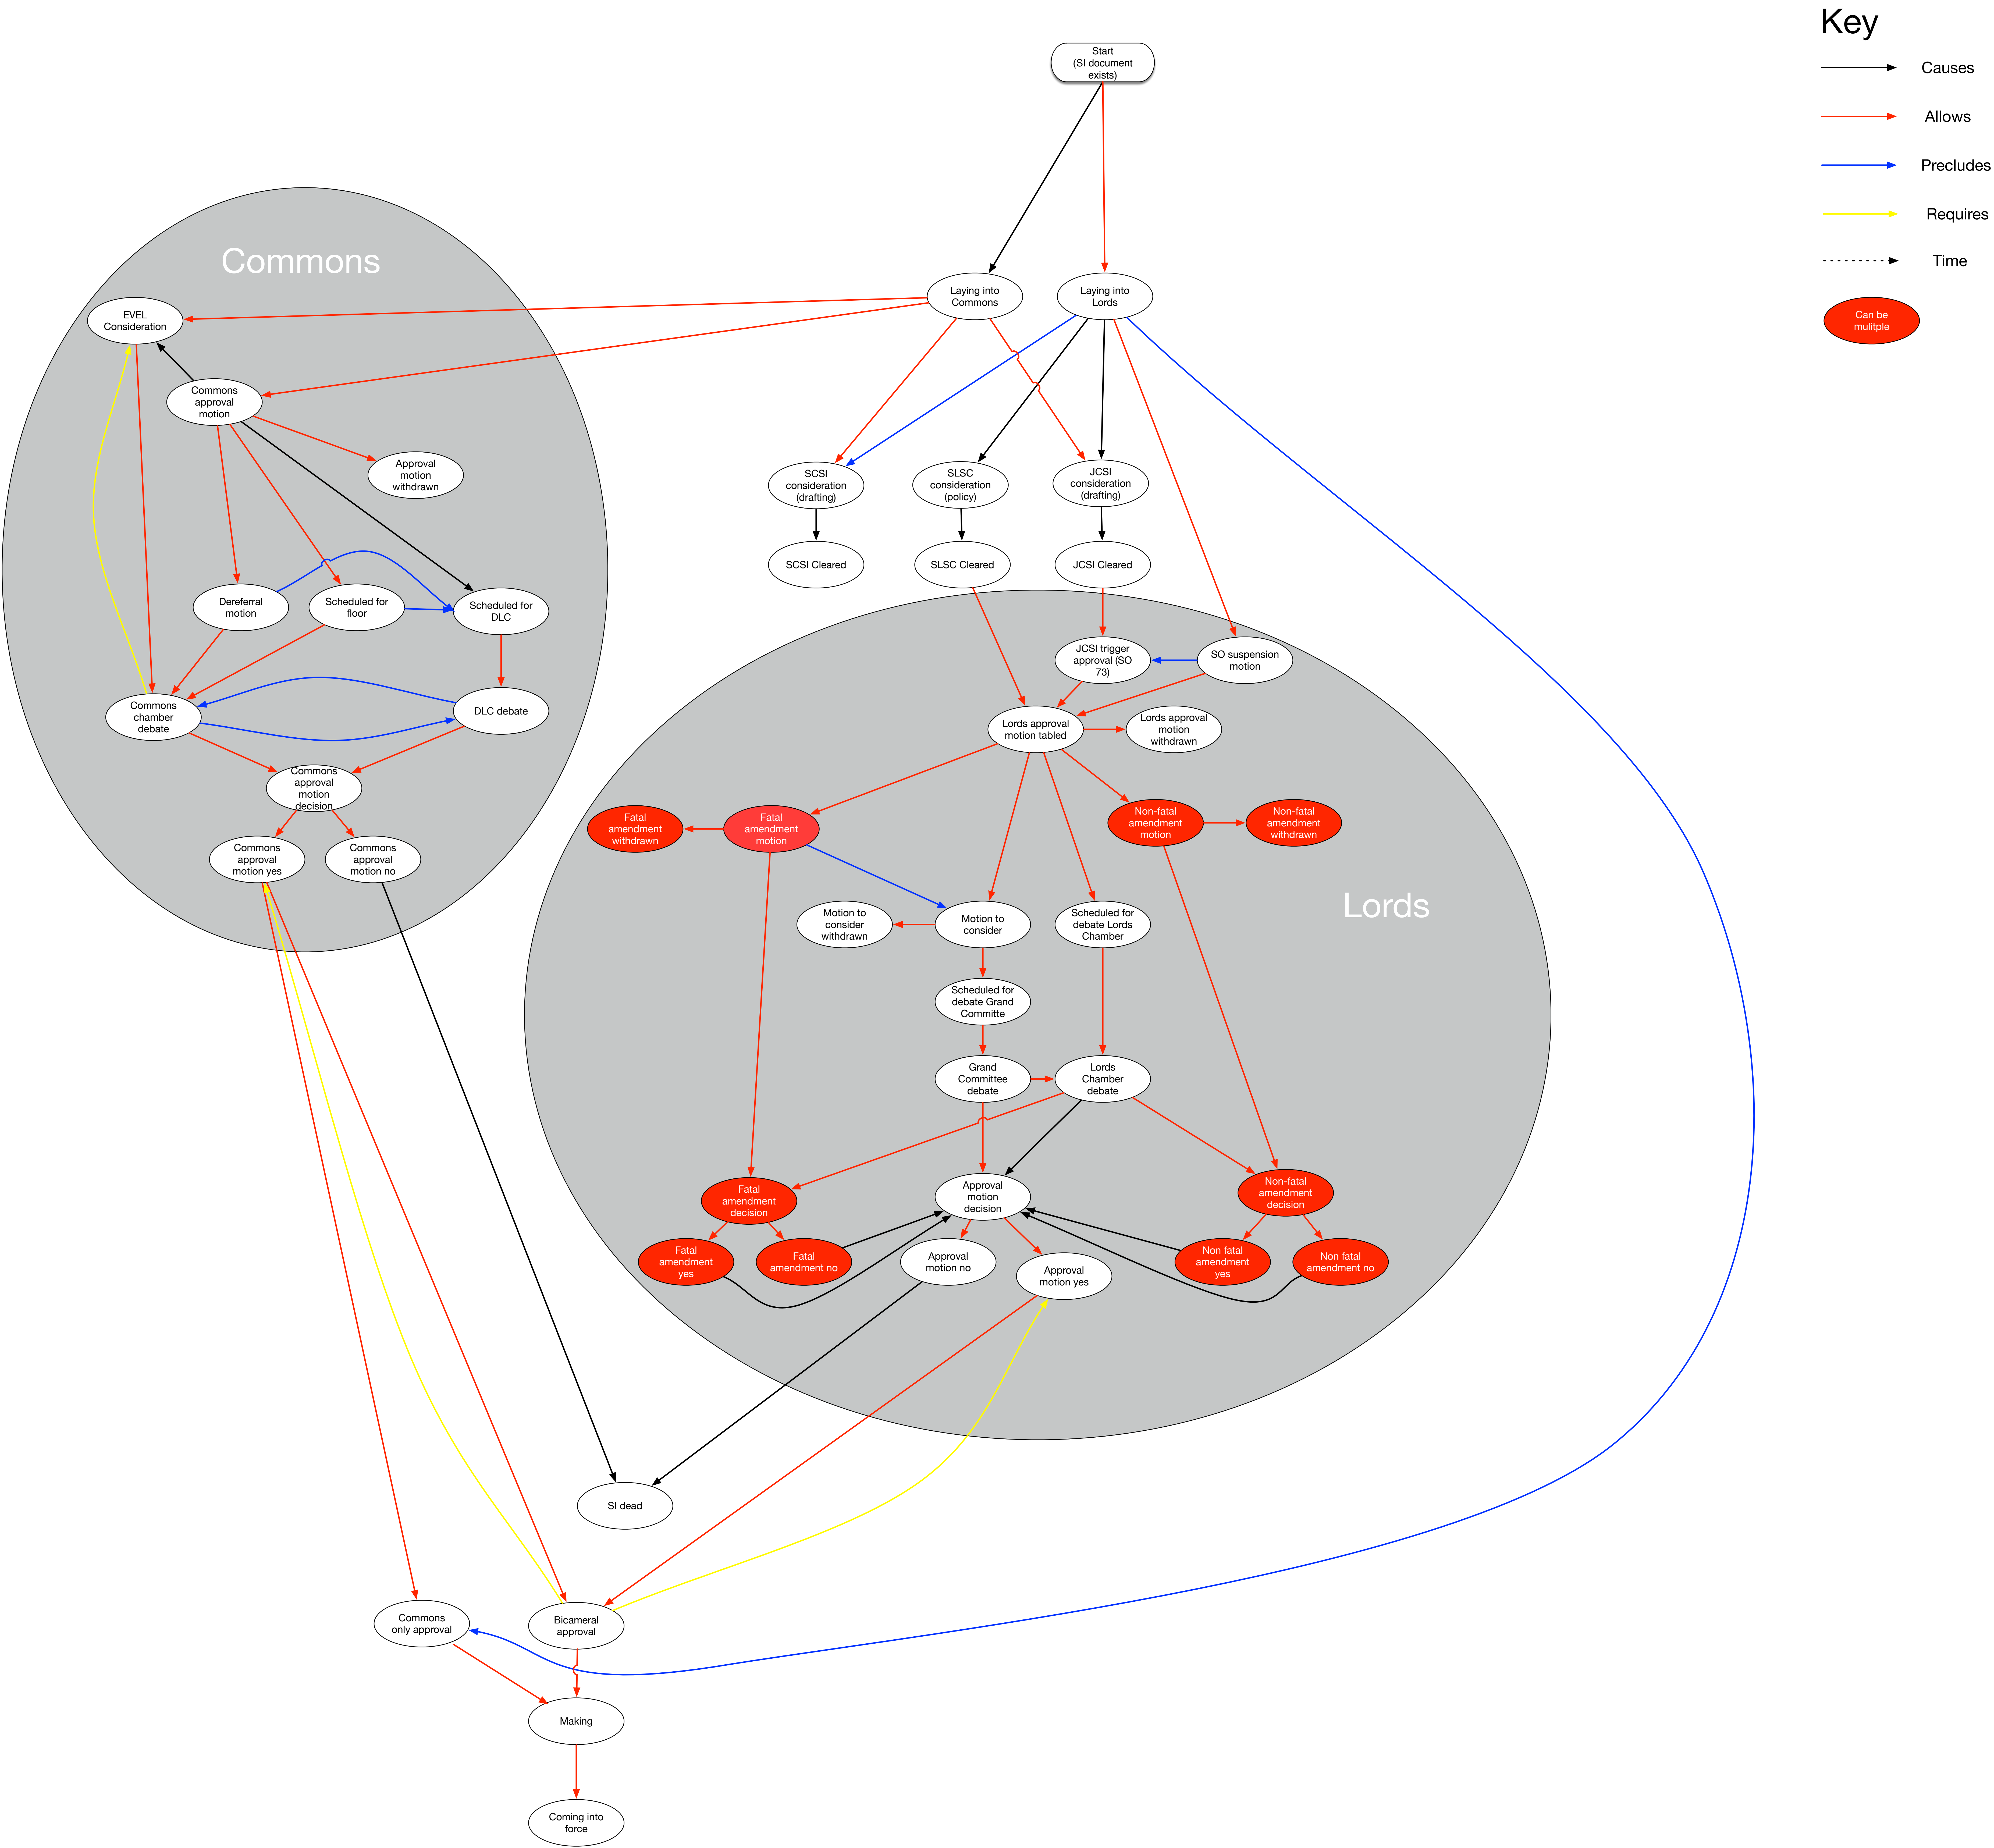 Key
Causes
Allows
Precludes
Requires
Time
Can be
mulitple
Start
(SI document
exists)
Commons
Laying into
Commons
Laying into
Lords
EVEL
Consideration
Commons
approval
motion
Approval
motion
withdrawn
SCSI
consideration
(drafting)
SLSC
consideration
(policy)
JCSI
consideration
(drafting)
SCSI Cleared
SLSC Cleared
JCSI Cleared
Dereferral
motion
Scheduled for
floor
Scheduled for
DLC
JCSI trigger
approval (SO
73)
SO suspension
motion
Commons
chamber
debate
DLC debate
Lords approval
motion tabled
Lords approval
motion
withdrawn
Commons
approval
motion
decision
Fatal
amendment
withdrawn
Fatal
amendment
motion
Non-fatal
amendment
motion
Non-fatal
amendment
withdrawn
Commons
approval
motion yes
Commons
approval
motion no
Lords
Motion to
consider
withdrawn
Motion to
consider
Scheduled for
debate Lords
Chamber
Scheduled for
debate Grand
Committe
Grand
Committee
debate
Lords
Chamber
debate
Fatal
amendment
decision
Approval
motion
decision
Non-fatal
amendment
decision
Fatal
amendment
yes
Fatal
amendment no
Approval
motion no
Approval
motion yes
Non fatal
amendment
yes
Non fatal
amendment no
SI dead
Commons
only approval
Bicameral
approval
Making
Coming into
force